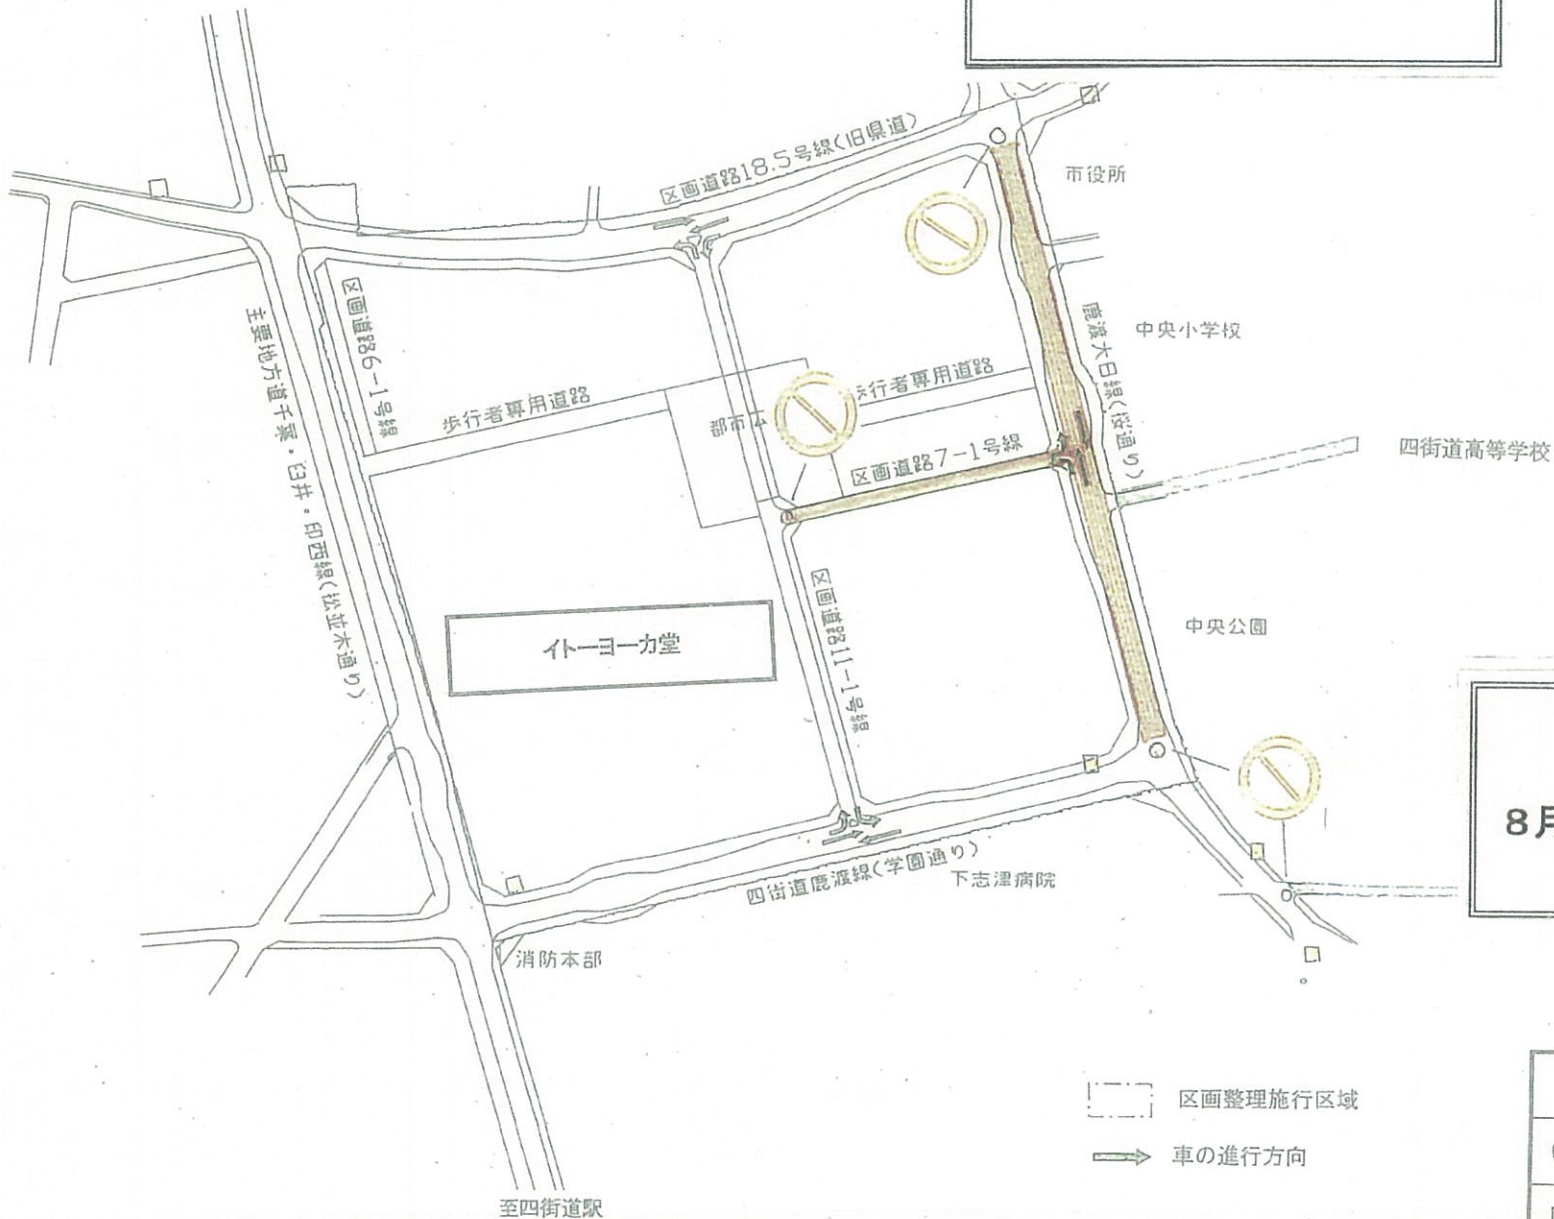 区画道路18.5号線(旧県道)
市役所
区画道路6-1号線
主要地方道千葉・臼井・印西線(松並木通り)
鹿渡大日線(桜通り)
中央小学校
歩行者専用道路
歩行者専用道路
都市
区画道路7-1号線
四街道高等学校
区画道路11-1号線
イトーヨーカ堂
中央公園
8月
四街道鹿渡線(学園通り)
下志津病院
消防本部
区画整理施行区域
車の進行方向
至四街道駅